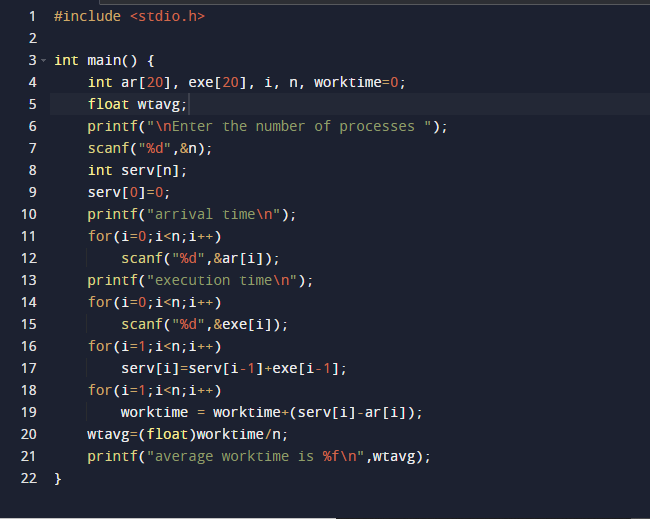 1 #include <stdio.h>
2
3 int main() {
4     int ar[20], exe[20], i, n, worktime=0;
5     float wtavg;
6     printf("\nEnter the number of processes ");
7     scanf("%d",&n);
8     int serv[n];
9     serv[0]=0;
10     printf("arrival time\n");
11     for(i=0;i<n;i++)
12         scanf("%d",&ar[i]);
13     printf("execution time\n");
14     for(i=0;i<n;i++)
15         scanf("%d",&exe[i]);
16     for(i=1;i<n;i++)
17         serv[i]=serv[i-1]+exe[i-1];
18     for(i=1;i<n;i++)
19         worktime = worktime+(serv[i]-ar[i]);
20     wtavg=(float)worktime/n;
21     printf("average worktime is %f\n",wtavg);
22 }